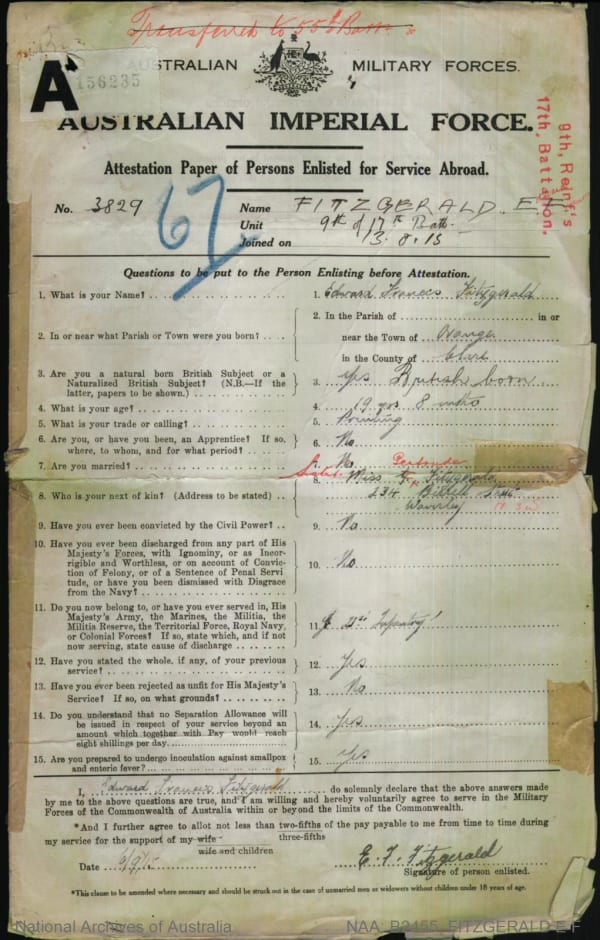 Transferred to 55th Battn.
A
156235
AUSTRALIAN MILITARY FORCES.
AUSTRALIAN IMPERIAL FORCE.
9th, Reinf's
17th, Battalion.
Attestation Paper of Persons Enlisted for Service Abroad.
No. 3829
67
Name FITZGERALD. E. F.
Unit 9th of 17th Batt.
Joined on 13.8.15
Questions to be put to the Person Enlisting before Attestation.
1. What is your Name? 1. Edward Francis Fitzgerald
2. In or near what Parish or Town were you born? 2. In the Parish of in or
near the Town of Orange
in the County of
3. Are you a natural born British Subject or a
Naturalized British Subject? (N.B.—If the
latter, papers to be shown.) 3. Yes British born
4. What is your age? 4. 19 yrs 8 mths
5. What is your trade or calling? 5. Printing
6. Are you, or have you been, an Apprentice? If so,
where, to whom, and for what period? 6. No
7. Are you married? 7. No
8. Who is your next of kin? (Address to be stated) Sister 8. Miss Fitzgerald
234 Street
Waverley N.S.W
9. Have you ever been convicted by the Civil Power? 9. No
10. Have you ever been discharged from any part of His
Majesty's Forces, with Ignominy, or as Incor-
rigible and Worthless, or on account of Convic-
tion of Felony, or of a Sentence of Penal Servi
tude, or have you been dismissed with Disgrace
from the Navy? 10. No
11. Do you now belong to, or have you ever served in, His
Majesty's Army, the Marines, the Militia, the
Militia Reserve, the Territorial Force, Royal Navy,
or Colonial Forces? If so, state which, and if not
now serving, state cause of discharge 11. Infantry
12. Have you stated the whole, if any, of your previous
service? 12. Yes
13. Have you ever been rejected as unfit for His Majesty's
Service? If so, on what grounds? 13. No
14. Do you understand that no Separation Allowance will
be issued in respect of your service beyond an
amount which together with Pay would reach
eight shillings per day. 14. Yes
15. Are you prepared to undergo inoculation against smallpox
and enteric fever? 15. Yes
I, Edward Francis Fitzgerald do solemnly declare that the above answers made
by me to the above questions are true, and I am willing and hereby voluntarily agree to serve in the Military
Forces of the Commonwealth of Australia within or beyond the limits of the Commonwealth.
*And I further agree to allot not less than two-fifths of the pay payable to me from time to time during
three-fifths
my service for the support of my wife
wife and children
Date 6/9/15
E. F. Fitzgerald
Signature of person enlisted.
*This clause to be amended where necessary and should be struck out in the case of unmarried men or widowers without children under 18 years of age.
National Archives of Australia
NAA: B2455, FITZGERALD E F